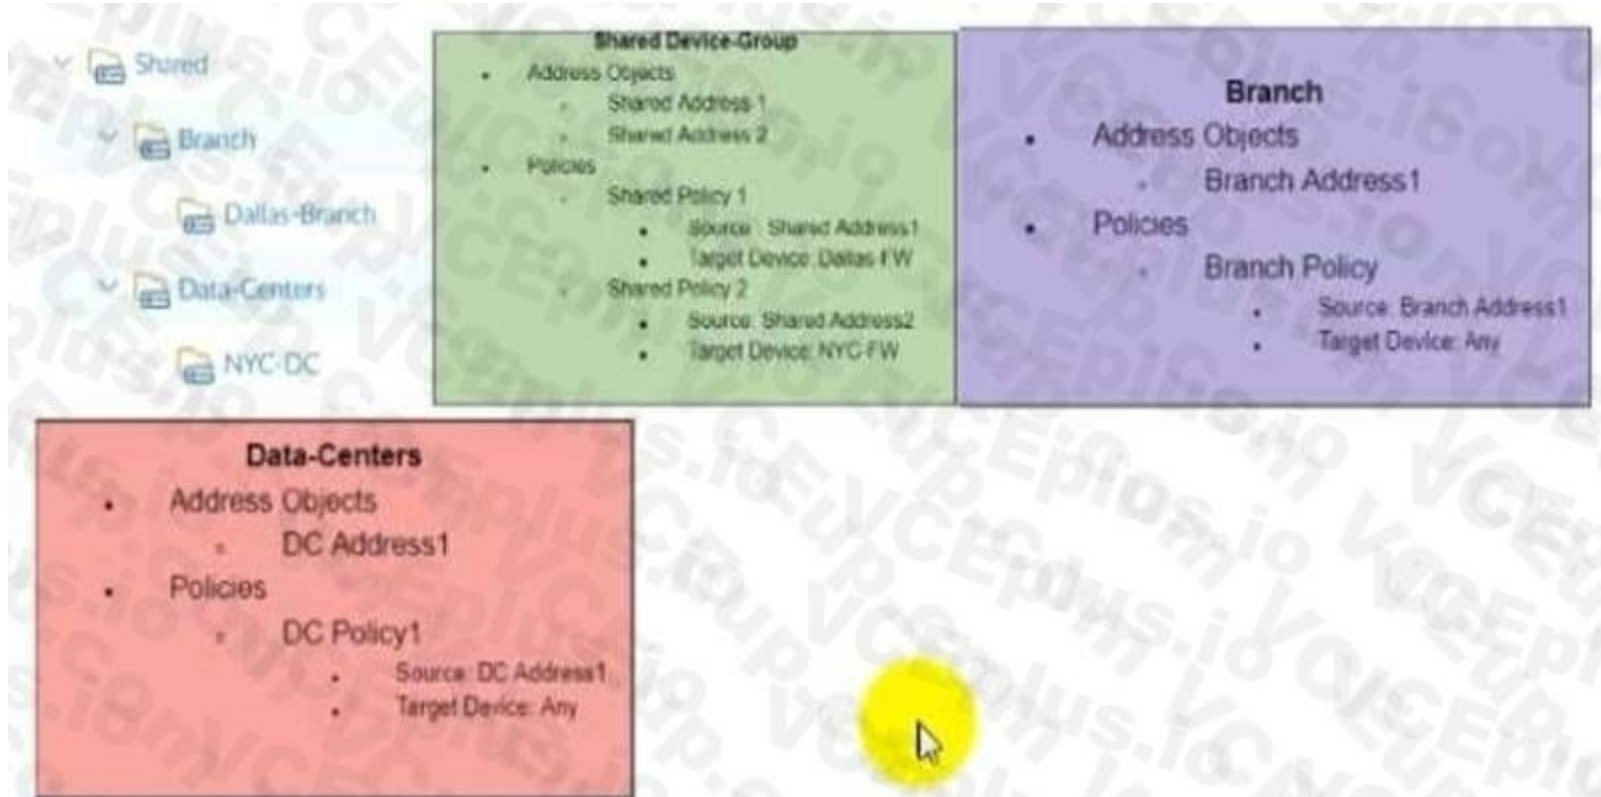 Shared
Branch
Dallas-Branch
Data-Centers
NYC-DC
Shared Device-Group
Address Objects
Shared Address 1
Shared Address 2
Policies
Shared Policy 1
Source: Shared Address1
Target Device: Dallas-FW
Shared Policy 2
Source: Shared Address2
Target Device: NYC-FW
Branch
Address Objects
Branch Address1
Policies
Branch Policy
Source: Branch Address1
Target Device: Any
Data-Centers
Address Objects
DC Address1
Policies
DC Policy1
Source: DC Address1
Target Device: Any